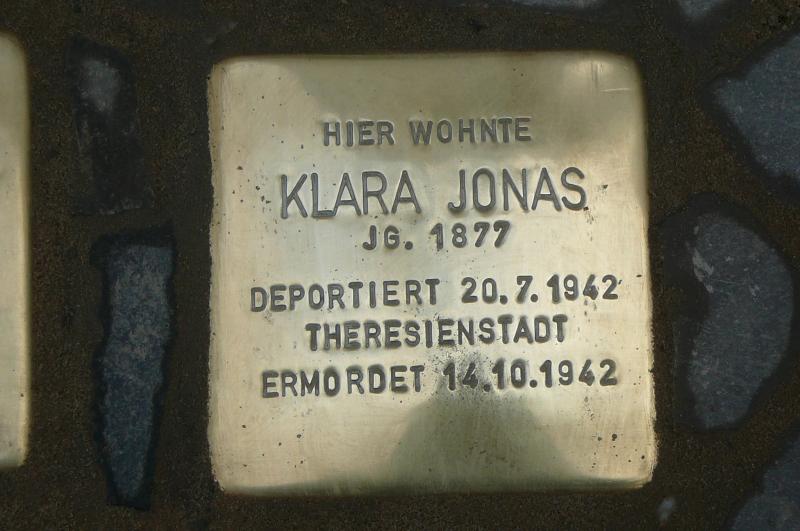 HIER WOHNTE
KLARA JONAS
JG. 1877
DEPORTIERT 20.7.1942
THERESIENSTADT
ERMORDET 14.10.1942